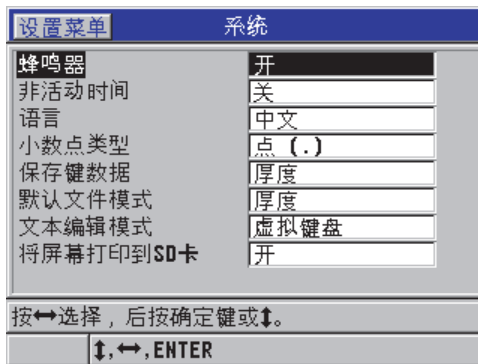 设置菜单 系统
蜂鸣器 开
非活动时间 关
语言 中文
小数点类型 点 (.)
保存键数据 厚度
默认文件模式 厚度
文本编辑模式 虚拟键盘
将屏幕打印到SD卡 开
按↔选择，后按确定键或↕。
↕,↔,ENTER